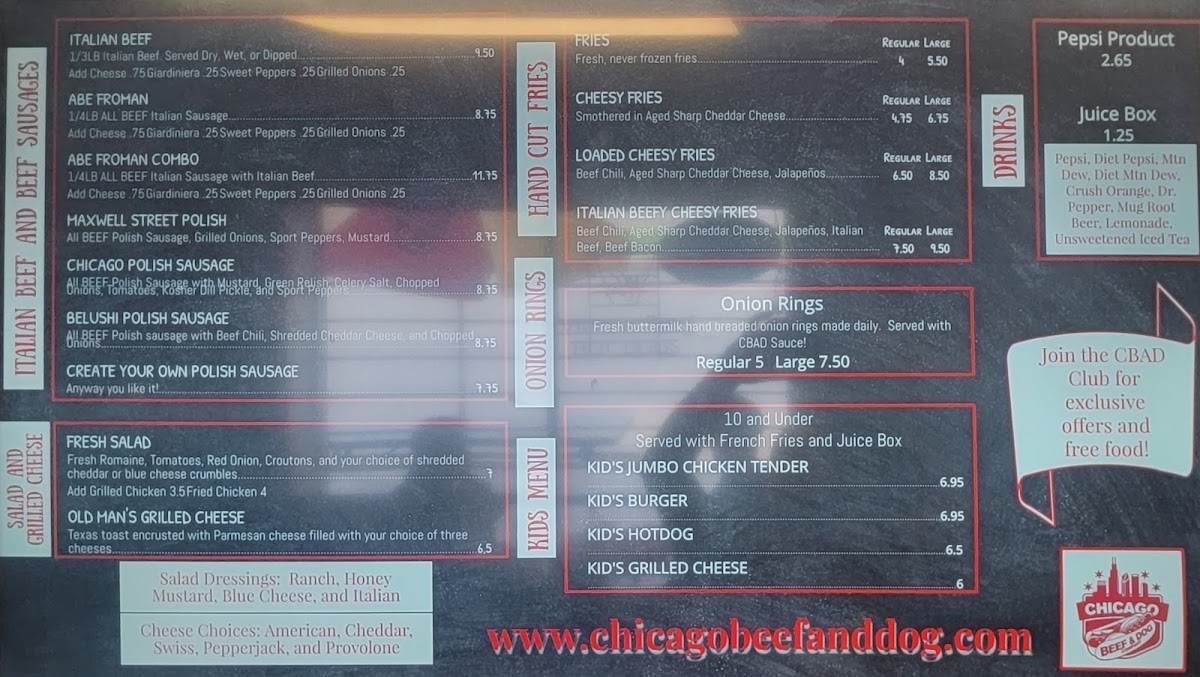 ITALIAN BEEF AND BEEF SAUSAGES
ITALIAN BEEF
1/3LB Italian Beef. Served Dry, Wet, or Dipped 9.50
Add Cheese .75 Giardiniera .25 Sweet Peppers .25 Grilled Onions .25
ABE FROMAN
1/4LB ALL BEEF Italian Sausage 8.75
Add Cheese .75 Giardiniera .25 Sweet Peppers .25 Grilled Onions .25
ABE FROMAN COMBO
1/4LB ALL BEEF Italian Sausage with Italian Beef 11.75
Add Cheese .75 Giardiniera .25 Sweet Peppers .25 Grilled Onions .25
MAXWELL STREET POLISH
All BEEF Polish Sausage, Grilled Onions, Sport Peppers, Mustard 8.75
CHICAGO POLISH SAUSAGE
All BEEF Polish Sausage with Mustard, Green Relish, Celery Salt, Chopped
Onions, Tomatoes, Kosher Dill Pickle, and Sport Peppers 8.75
BELUSHI POLISH SAUSAGE
All BEEF Polish sausage with Beef Chili, Shredded Cheddar Cheese, and Chopped
Onions 8.75
CREATE YOUR OWN POLISH SAUSAGE
Anyway you like it! 7.75
SALAD AND
GRILLED CHEESE
FRESH SALAD
Fresh Romaine, Tomatoes, Red Onion, Croutons, and your choice of shredded
cheddar or blue cheese crumbles 7
Add Grilled Chicken 3.5 Fried Chicken 4
OLD MAN'S GRILLED CHEESE
Texas toast encrusted with Parmesan cheese filled with your choice of three
cheeses 6.5
Salad Dressings: Ranch, Honey
Mustard, Blue Cheese, and Italian
Cheese Choices: American, Cheddar,
Swiss, Pepperjack, and Provolone
HAND CUT FRIES
FRIES REGULAR LARGE
Fresh, never frozen fries 4 5.50
CHEESY FRIES REGULAR LARGE
Smothered in Aged Sharp Cheddar Cheese 4.75 6.75
LOADED CHEESY FRIES REGULAR LARGE
Beef Chili, Aged Sharp Cheddar Cheese, Jalapeños 6.50 8.50
ITALIAN BEEFY CHEESY FRIES
Beef Chili, Aged Sharp Cheddar Cheese, Jalapeños, Italian REGULAR LARGE
Beef, Beef Bacon 7.50 9.50
ONION RINGS
Onion Rings
Fresh buttermilk hand breaded onion rings made daily. Served with
CBAD Sauce!
Regular 5 Large 7.50
KIDS MENU
10 and Under
Served with French Fries and Juice Box
KID'S JUMBO CHICKEN TENDER
6.95
KID'S BURGER
6.95
KID'S HOTDOG
6.5
KID'S GRILLED CHEESE
6
www.chicagobeefanddog.com
DRINKS
Pepsi Product
2.65
Juice Box
1.25
Pepsi, Diet Pepsi, Mtn
Dew, Diet Mtn Dew,
Crush Orange, Dr.
Pepper, Mug Root
Beer, Lemonade,
Unsweetened Iced Tea
Join the CBAD
Club for
exclusive
offers and
free food!
CHICAGO
BEEF & DOG